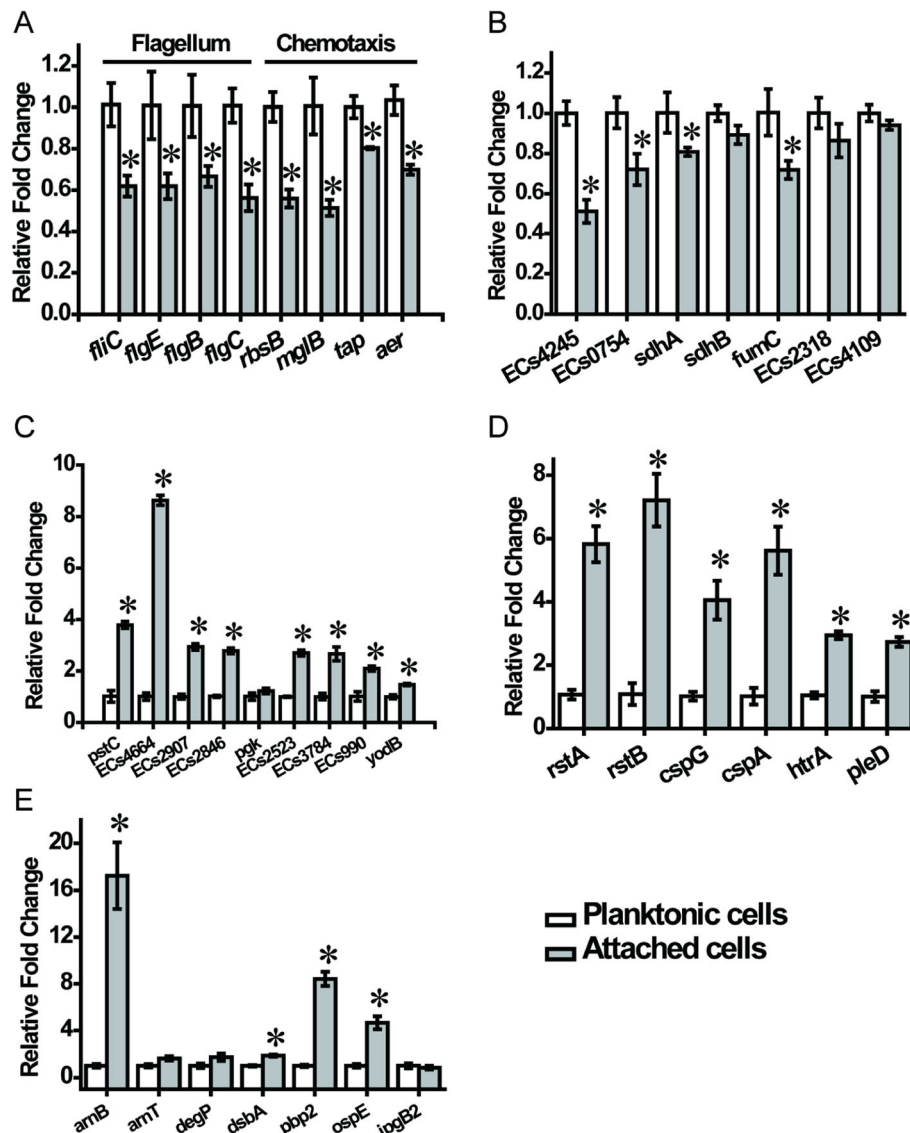 A
Flagellum Chemotaxis
Relative Fold Change
1.2
1.0
0.8
0.6
0.4
0.2
0.0
* * * * * * * *
fliC flgE flgB flgC rbsB mglB tap aer
B
Relative Fold Change
1.2
1.0
0.8
0.6
0.4
0.2
0.0
* * * *
ECs4245 ECs0754 sdhA sdhB fumC ECs2318 ECs4109
C
Relative Fold Change
10
8
6
4
2
0
* * * * * * * *
pstC ECs4664 ECs2907 ECs2846 pgk ECs2523 ECs3784 ECs990 yodB
D
Relative Fold Change
8
6
4
2
0
* * * * * *
rstA rstB cspG cspA htrA pleD
E
Relative Fold Change
20
16
12
8
4
0
* * * *
arnB arnT degP dsbA pbp2 ospE ipgB2
Planktonic cells
Attached cells